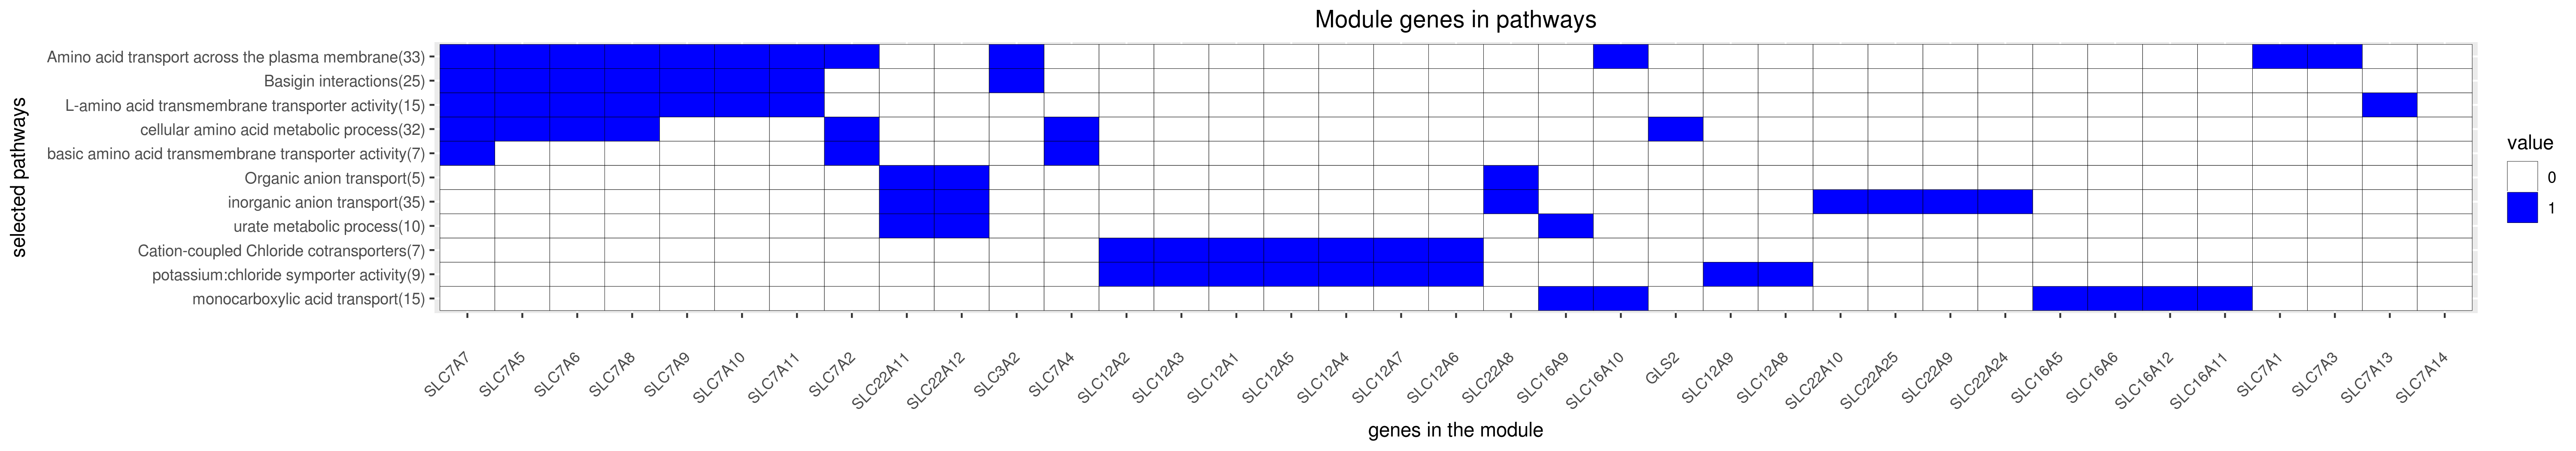 Module genes in pathways
selected pathways
Amino acid transport across the plasma membrane(33)
Basigin interactions(25)
L-amino acid transmembrane transporter activity(15)
cellular amino acid metabolic process(32)
basic amino acid transmembrane transporter activity(7)
Organic anion transport(5)
inorganic anion transport(35)
urate metabolic process(10)
Cation-coupled Chloride cotransporters(7)
potassium:chloride symporter activity(9)
monocarboxylic acid transport(15)
value
0
1
SLC7A7
SLC7A5
SLC7A6
SLC7A8
SLC7A9
SLC7A10
SLC7A11
SLC7A2
SLC22A11
SLC22A12
SLC3A2
SLC7A4
SLC12A2
SLC12A3
SLC12A1
SLC12A5
SLC12A4
SLC12A7
SLC12A6
SLC22A8
SLC16A9
SLC16A10
GLS2
SLC12A9
SLC12A8
SLC22A10
SLC22A25
SLC22A9
SLC22A24
SLC16A5
SLC16A6
SLC16A12
SLC16A11
SLC7A1
SLC7A3
SLC7A13
SLC7A14
genes in the module